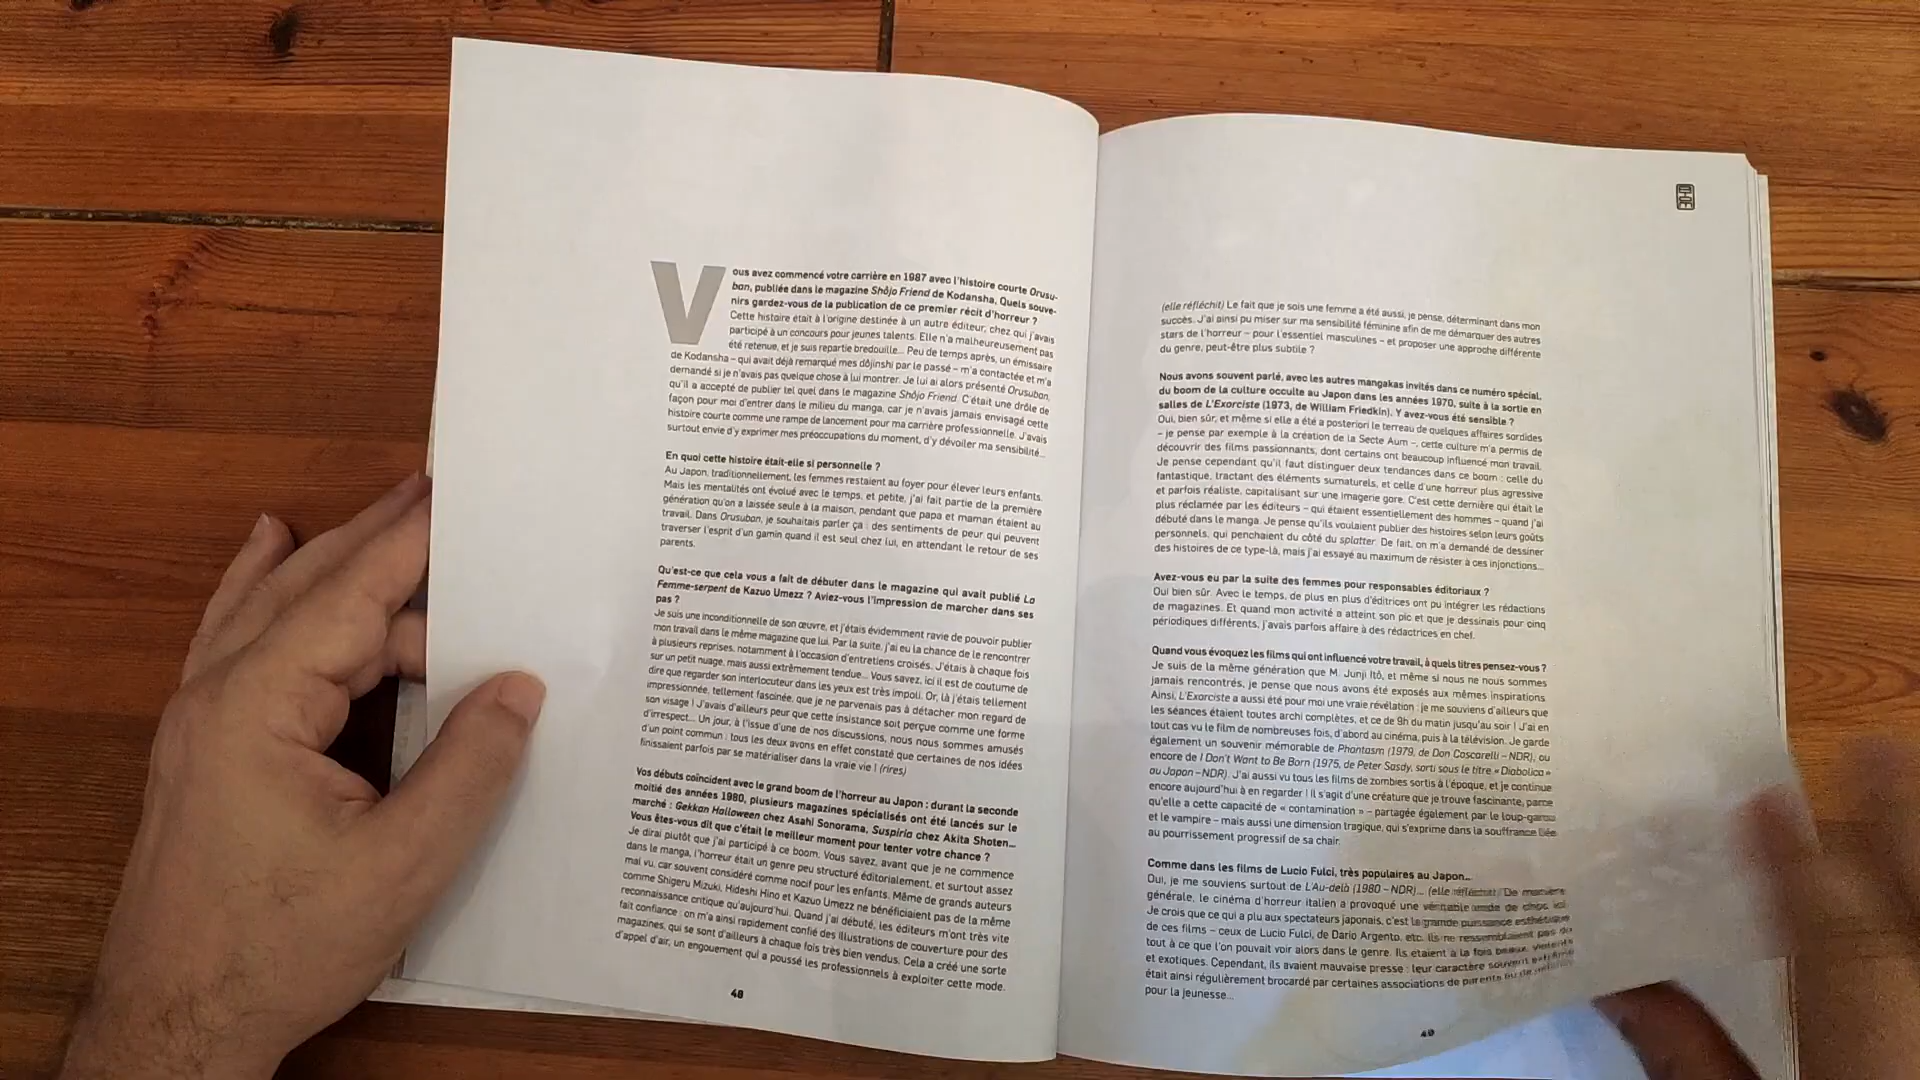 Vous avez commencé votre carrière en 1987 avec l'histoire courte Orusu-
ban, publiée dans le magazine Shôjo Friend de Kodansha. Quels souve-
nirs gardez-vous de la publication de ce premier récit d'horreur ?
Cette histoire était à l'origine destinée à un autre éditeur, chez qui j'avais
participé à un concours pour jeunes talents. Elle n'a malheureusement pas
été retenue, et je suis repartie bredouille... Peu de temps après, un émissaire
de Kodansha – qui avait déjà remarqué mes dôjinshi par le passé – m'a contactée et m'a
demandé si je n'avais pas quelque chose à lui montrer. Je lui ai alors présenté Orusuban,
qu'il a accepté de publier tel quel dans le magazine Shôjo Friend. C'était une drôle de
façon pour moi d'entrer dans le milieu du manga, car je n'avais jamais envisagé cette
histoire courte comme une rampe de lancement pour ma carrière professionnelle. J'avais
surtout envie d'y exprimer mes préoccupations du moment, d'y dévoiler ma sensibilité...
En quoi cette histoire était-elle si personnelle ?
Au Japon, traditionnellement, les femmes restaient au foyer pour élever leurs enfants.
Mais les mentalités ont évolué avec le temps, et petite, j'ai fait partie de la première
génération qu'on a laissée seule à la maison, pendant que papa et maman étaient au
travail. Dans Orusuban, je souhaitais parler ça : des sentiments de peur qui peuvent
traverser l'esprit d'un gamin quand il est seul chez lui, en attendant le retour de ses
parents.
Qu'est-ce que cela vous a fait de débuter dans le magazine qui avait publié La
Femme-serpent de Kazuo Umezz ? Aviez-vous l'impression de marcher dans ses
pas ?
Je suis une inconditionnelle de son œuvre, et j'étais évidemment ravie de pouvoir publier
mon travail dans le même magazine que lui. Par la suite, j'ai eu la chance de le rencontrer
à plusieurs reprises, notamment à l'occasion d'entretiens croisés. J'étais à chaque fois
sur un petit nuage, mais aussi extrêmement tendue... Vous savez, ici il est de coutume de
dire que regarder son interlocuteur dans les yeux est très impoli. Or, là j'étais tellement
impressionnée, tellement fascinée, que je ne parvenais pas à détacher mon regard de
son visage ! J'avais d'ailleurs peur que cette insistance soit perçue comme une forme
d'irrespect... Un jour, à l'issue d'une de nos discussions, nous nous sommes amusés
d'un point commun : tous les deux avons en effet constaté que certaines de nos idées
finissaient parfois par se matérialiser dans la vraie vie ! (rires)
Vos débuts coïncident avec le grand boom de l'horreur au Japon : durant la seconde
moitié des années 1980, plusieurs magazines spécialisés ont été lancés sur le
marché : Gekkan Halloween chez Asahi Sonorama, Suspiria chez Akita Shoten...
Vous êtes-vous dit que c'était le meilleur moment pour tenter votre chance ?
Je dirai plutôt que j'ai participé à ce boom. Vous savez, avant que je ne commence
dans le manga, l'horreur était un genre peu structuré éditorialement, et surtout assez
mal vu, car souvent considéré comme nocif pour les enfants. Même de grands auteurs
comme Shigeru Mizuki, Hideshi Hino et Kazuo Umezz ne bénéficiaient pas de la même
reconnaissance critique qu'aujourd'hui. Quand j'ai débuté, les éditeurs m'ont très vite
fait confiance : on m'a ainsi rapidement confié des illustrations de couverture pour des
magazines, qui se sont d'ailleurs à chaque fois très bien vendus. Cela a créé une sorte
d'appel d'air, un engouement qui a poussé les professionnels à exploiter cette mode.
48
(elle réfléchit) Le fait que je sois une femme a été aussi, je pense, déterminant dans mon
succès. J'ai ainsi pu miser sur ma sensibilité féminine afin de me démarquer des autres
stars de l'horreur – pour l'essentiel masculines – et proposer une approche différente
du genre, peut-être plus subtile ?
Nous avons souvent parlé, avec les autres mangakas invités dans ce numéro spécial,
du boom de la culture occulte au Japon dans les années 1970, suite à la sortie en
salles de L'Exorciste (1973, de William Friedkin). Y avez-vous été sensible ?
Oui, bien sûr, et même si elle a été a posteriori le terreau de quelques affaires sordides
– je pense par exemple à la création de la Secte Aum –, cette culture m'a permis de
découvrir des films passionnants, dont certains ont beaucoup influencé mon travail.
Je pense cependant qu'il faut distinguer deux tendances dans ce boom : celle du
fantastique, tractant des éléments surnaturels, et celle d'une horreur plus agressive
et parfois réaliste, capitalisant sur une imagerie gore. C'est cette dernière qui était le
plus réclamée par les éditeurs – qui étaient essentiellement des hommes – quand j'ai
débuté dans le manga. Je pense qu'ils voulaient publier des histoires selon leurs goûts
personnels, qui penchaient du côté du splatter. De fait, on m'a demandé de dessiner
des histoires de ce type-là, mais j'ai essayé au maximum de résister à ces injonctions...
Avez-vous eu par la suite des femmes pour responsables éditoriaux ?
Oui bien sûr. Avec le temps, de plus en plus d'éditrices ont pu intégrer les rédactions
de magazines. Et quand mon activité a atteint son pic et que je dessinais pour cinq
périodiques différents, j'avais parfois affaire à des rédactrices en chef.
Quand vous évoquez les films qui ont influencé votre travail, à quels titres pensez-vous ?
Je suis de la même génération que M. Junji Itô, et même si nous ne nous sommes
jamais rencontrés, je pense que nous avons été exposés aux mêmes inspirations.
Ainsi, L'Exorciste a aussi été pour moi une vraie révélation : je me souviens d'ailleurs que
les séances étaient toutes archi complètes, et ce de 9h du matin jusqu'au soir ! J'ai en
tout cas vu le film de nombreuses fois, d'abord au cinéma, puis à la télévision. Je garde
également un souvenir mémorable de Phantasm (1979, de Don Coscarelli – NDR), ou
encore de I Don't Want to Be Born (1975, de Peter Sasdy, sorti sous le titre « Diabolica »
au Japon – NDR). J'ai aussi vu tous les films de zombies sortis à l'époque, et je continue
encore aujourd'hui à en regarder ! Il s'agit d'une créature que je trouve fascinante, parce
qu'elle a cette capacité de « contamination » – partagée également par le loup-garou
et le vampire – mais aussi une dimension tragique, qui s'exprime dans la souffrance liée
au pourrissement progressif de sa chair.
Comme dans les films de Lucio Fulci, très populaires au Japon...
Oui, je me souviens surtout de L'Au-delà (1980 – NDR)... (elle réfléchit) De manière
générale, le cinéma d'horreur italien a provoqué une véritable onde de choc ici.
Je crois que ce qui a plu aux spectateurs japonais, c'est la grande puissance esthétique
de ces films – ceux de Lucio Fulci, de Dario Argento, etc. Ils ne ressemblaient pas du
tout à ce que l'on pouvait voir alors dans le genre. Ils étaient à la fois beaux, violents
et exotiques. Cependant, ils avaient mauvaise presse : leur caractère souvent extrême
était ainsi régulièrement brocardé par certaines associations de parents ou de
pour la jeunesse...
49